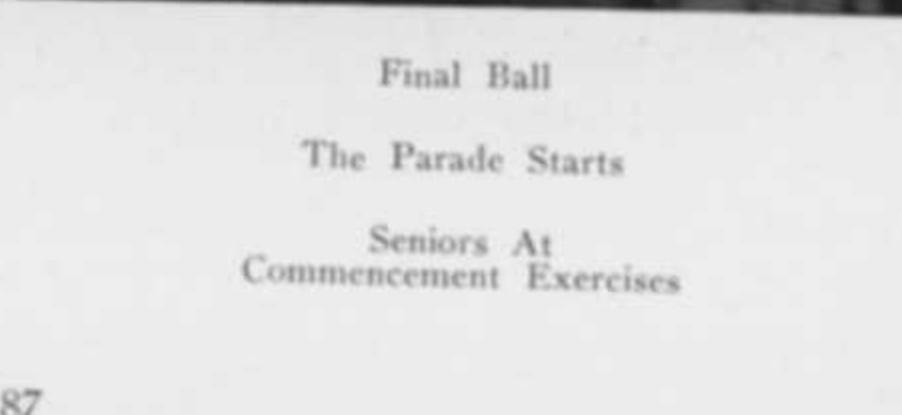 Final Ball
The Parade Starts
Seniors At
Commencement Exercises
87